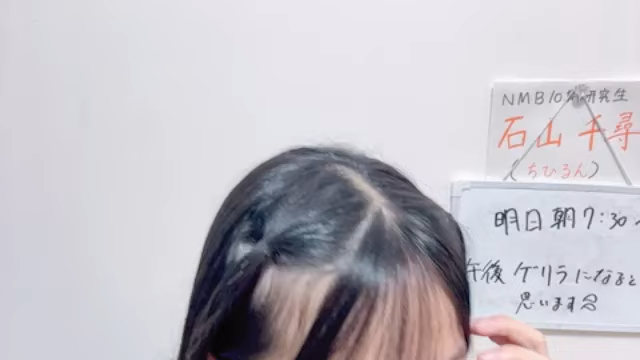 NMB10期研究生
石山千尋
(ちひろん)
明日朝7:30〜
午後ゲリラになると
思います